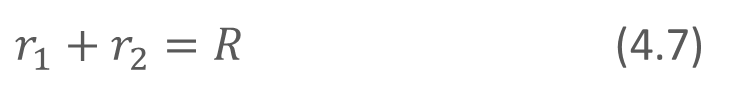 r₁ + r₂ = R (4.7)